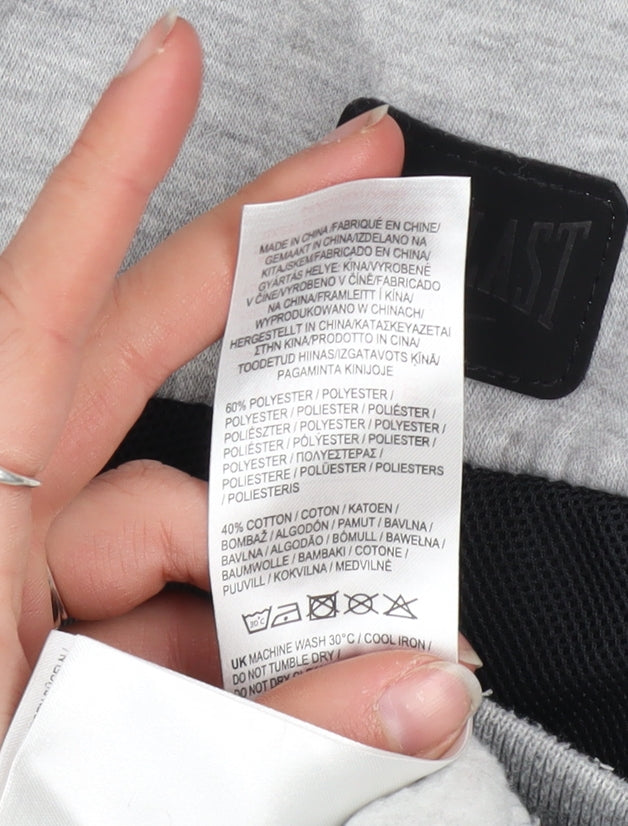 LAST
MADE IN CHINA/FABRIQUÉ EN CHINE/
GEMAAKT IN CHINA/IZDELANO NA
KITAJSKEM/FABRICADO EN CHINA/
GYÁRTÁS HELYE: KÍNA/VYROBENÉ
V ČÍNE/VYROBENO V ČÍNĚ/FABRICADO
NA CHINA/FRAMLEITT Í KÍNA/
WYPRODUKOWANO W CHINACH/
HERGESTELLT IN CHINA/ΚΑΤΑΣΚΕΥΑΖΕΤΑΙ
ΣΤΗΝ ΚΙΝΑ/PRODOTTO IN CINA/
TOODETUD HIINAS/IZGATAVOTS ĶĪNĀ/
PAGAMINTA KINIJOJE
60% POLYESTER / POLYESTER /
POLYESTER / POLIESTER / POLIÉSTER /
POLIÉSZTER / POLYESTER / POLYESTER /
POLIÉSTER / PÓLÝESTER / POLIESTER /
POLYESTER / ΠΟΛΥΕΣΤΕΡΑΣ /
POLIESTERE / POLÜESTER / POLIESTERS
/ POLIESTERIS
40% COTTON / COTON / KATOEN /
BOMBAŽ / ALGODÓN / PAMUT / BAVLNA /
BAVLNA / ALGODÃO / BÓMULL / BAWEŁNA /
BAUMWOLLE / ΒΑΜΒΑΚΙ / COTONE /
PUUVILL / KOKVILNA / MEDVILNĖ
30°C
UK MACHINE WASH 30°C / COOL IRON /
DO NOT TUMBLE DRY /
DO NOT DRY